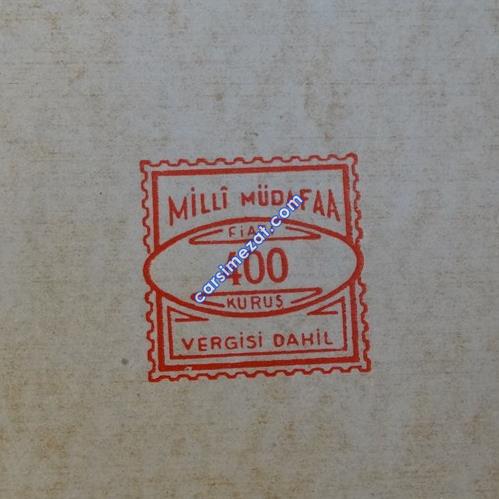 MİLLÎ MÜDAFAA
FİAT
400
KURUŞ
VERGİSİ DAHİL
carsimezat.com